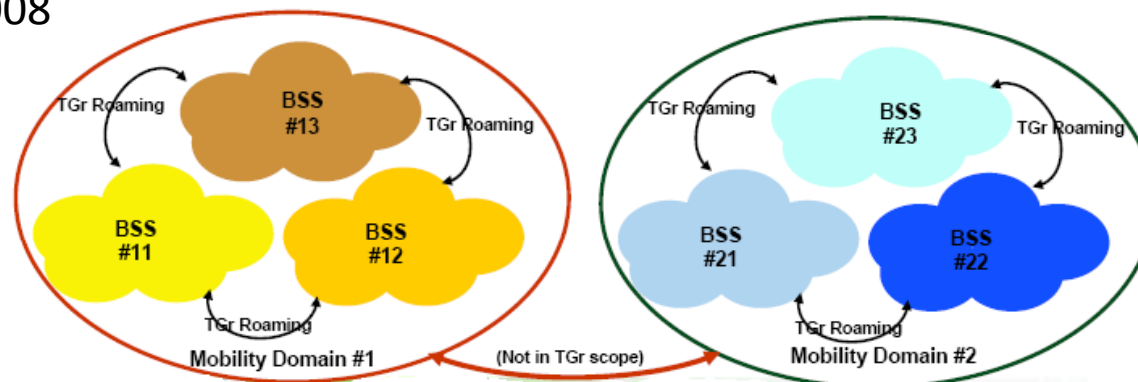 008
BSS
#13
TGr Roaming
TGr Roaming
BSS
#11
BSS
#12
TGr Roaming
Mobility Domain #1
(Not in TGr scope)
BSS
#23
TGr Roaming
TGr Roaming
BSS
#21
BSS
#22
TGr Roaming
Mobility Domain #2